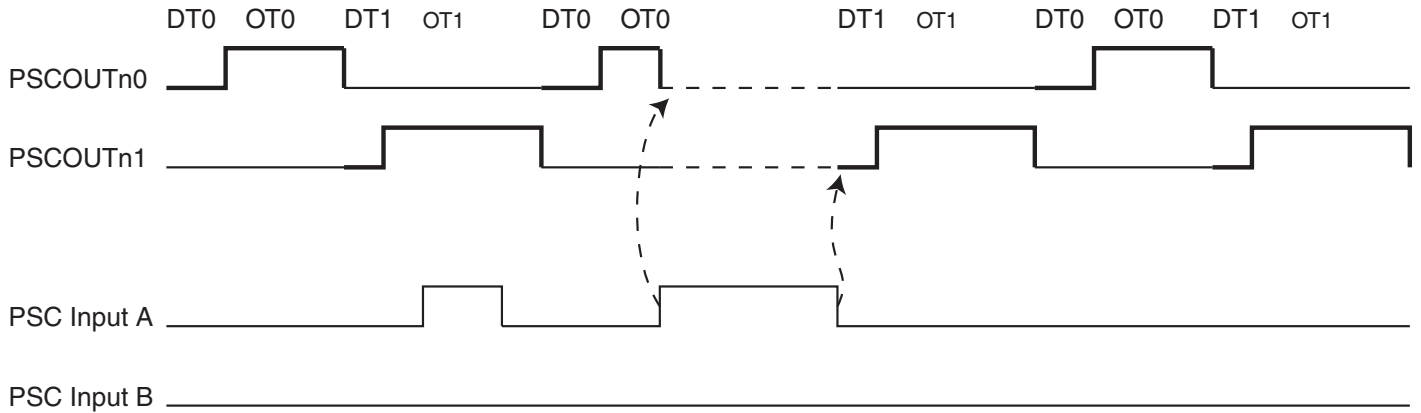 DT0 OT0 DT1 OT1 DT0 OT0 DT1 OT1 DT0 OT0 DT1 OT1
PSCOUTn0
PSCOUTn1
PSC Input A
PSC Input B